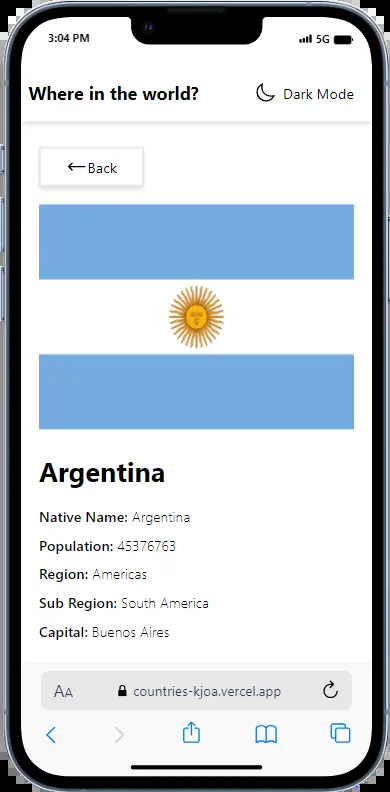 3:04 PM 5G
Where in the world? Dark Mode
←Back
Argentina
Native Name: Argentina
Population: 45376763
Region: Americas
Sub Region: South America
Capital: Buenos Aires
AA countries-kjoa.vercel.app